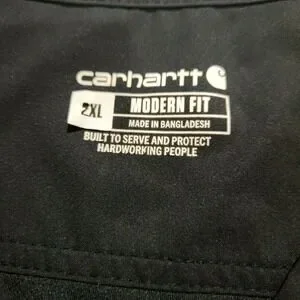 carhartt
2XL MODERN FIT
MADE IN BANGLADESH
BUILT TO SERVE AND PROTECT
HARDWORKING PEOPLE